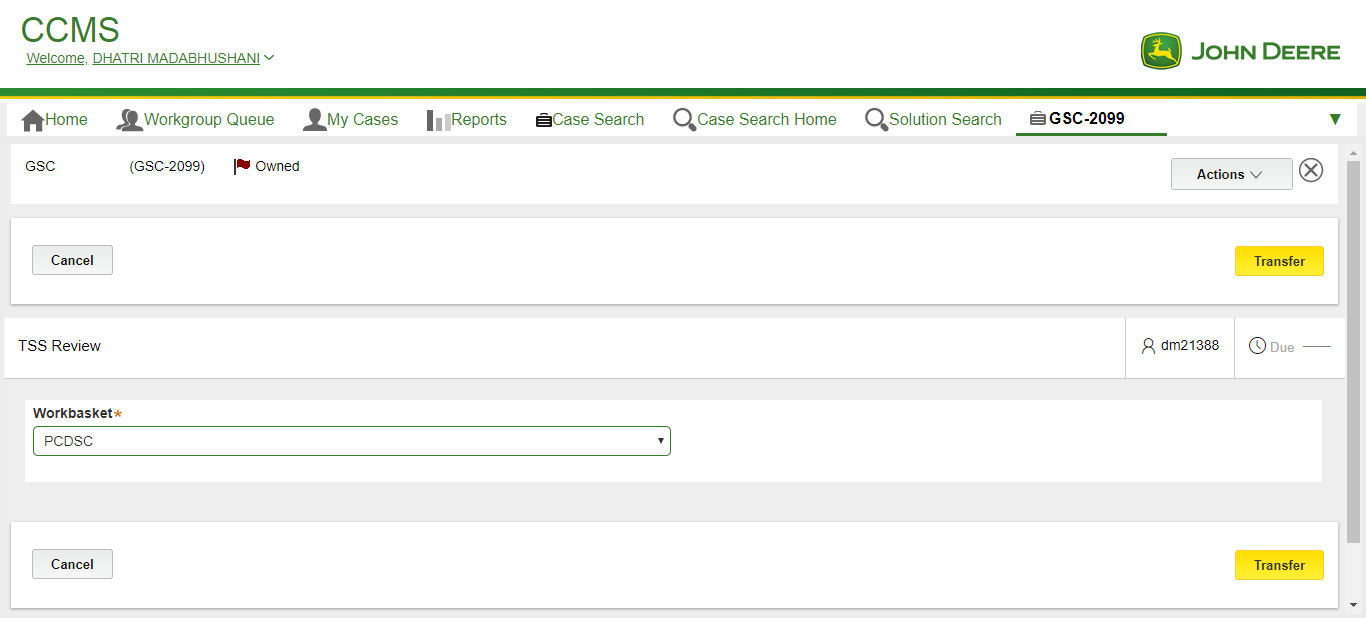 CCMS
Welcome, DHATRI MADABHUSHANI
JOHN DEERE
Home Workgroup Queue My Cases Reports Case Search Case Search Home Solution Search GSC-2099
GSC (GSC-2099) Owned
Actions
Cancel Transfer
TSS Review dm21388 Due
Workbasket*
PCDSC
Cancel Transfer